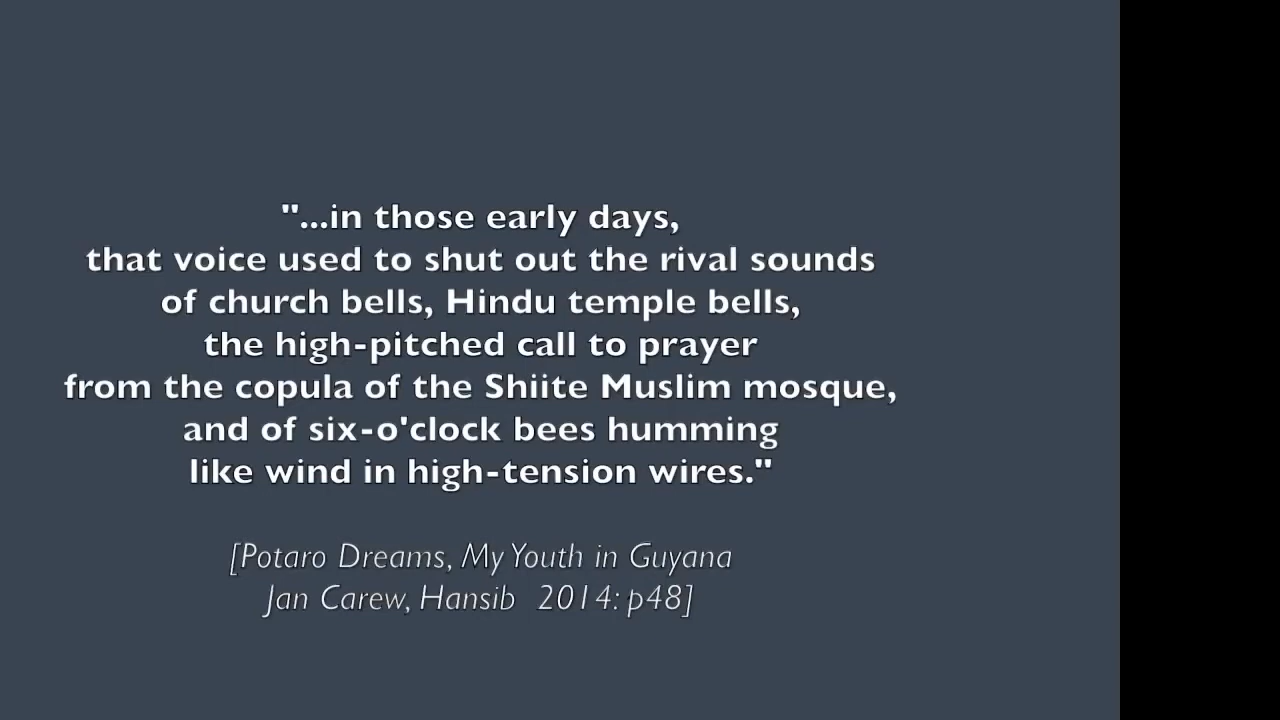 "...in those early days,
that voice used to shut out the rival sounds
of church bells, Hindu temple bells,
the high-pitched call to prayer
from the copula of the Shiite Muslim mosque,
and of six-o'clock bees humming
like wind in high-tension wires."
[Potaro Dreams, My Youth in Guyana
Jan Carew, Hansib 2014: p48]